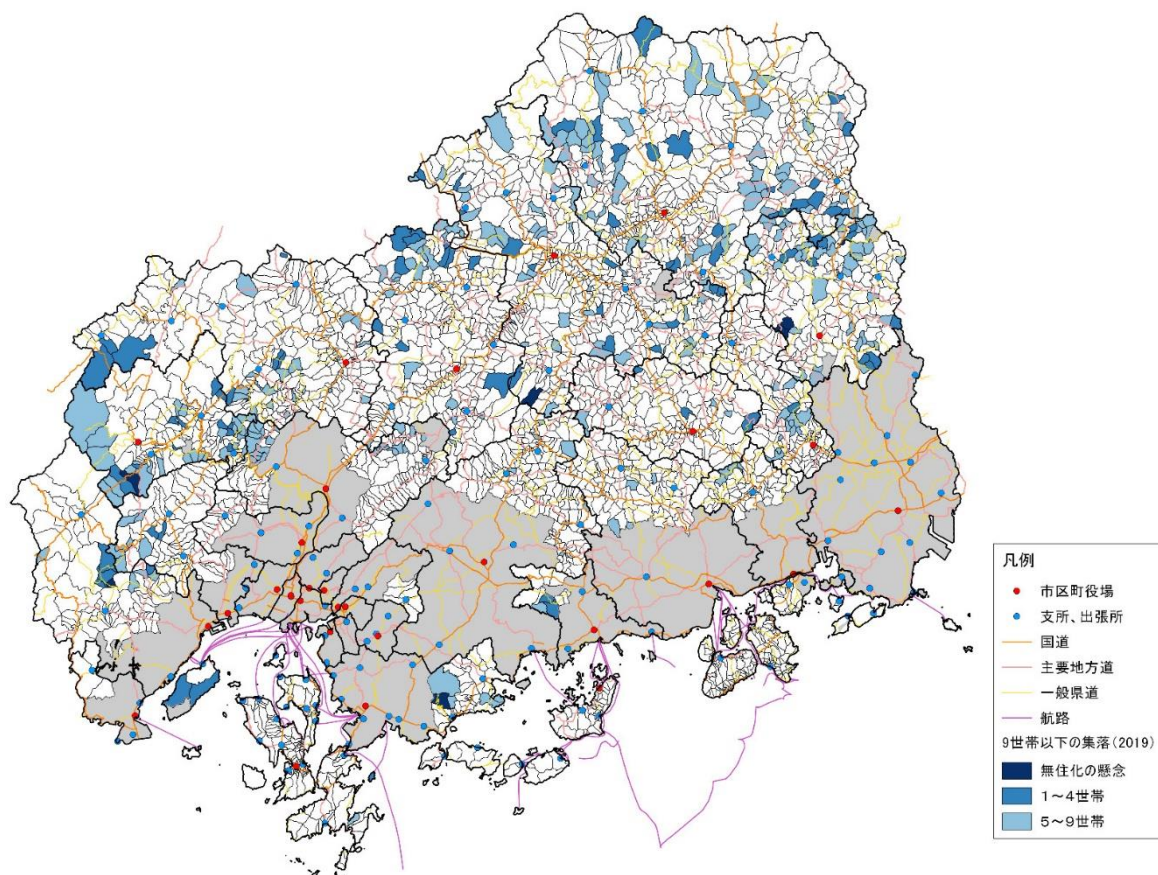 凡例
市区町役場
支所、出張所
国道
主要地方道
一般県道
航路
9世帯以下の集落(2019)
無住化の懸念
1~4世帯
5~9世帯